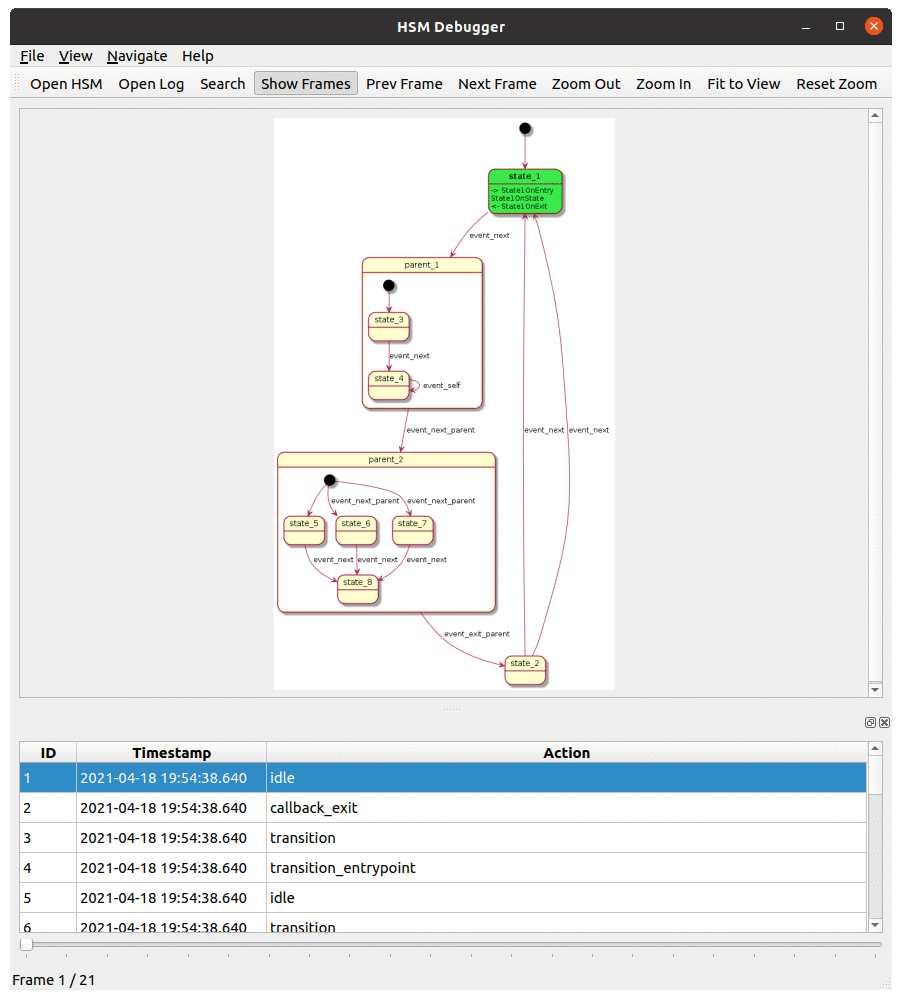 HSM Debugger
File View Navigate Help
Open HSM Open Log Search Show Frames Prev Frame Next Frame Zoom Out Zoom In Fit to View Reset Zoom
state_1
-> State1OnEntry
State1OnState
<- State1OnExit
event_next
parent_1
state_3
event_next
state_4
event_self
event_next_parent
event_next event_next
parent_2
event_next_parent event_next_parent
state_5 state_6 state_7
event_next event_next event_next
state_8
event_exit_parent
state_2
ID Timestamp Action
1 2021-04-18 19:54:38.640 idle
2 2021-04-18 19:54:38.640 callback_exit
3 2021-04-18 19:54:38.640 transition
4 2021-04-18 19:54:38.640 transition_entrypoint
5 2021-04-18 19:54:38.640 idle
6 2021-04-18 19:54:38.640 transition
Frame 1 / 21